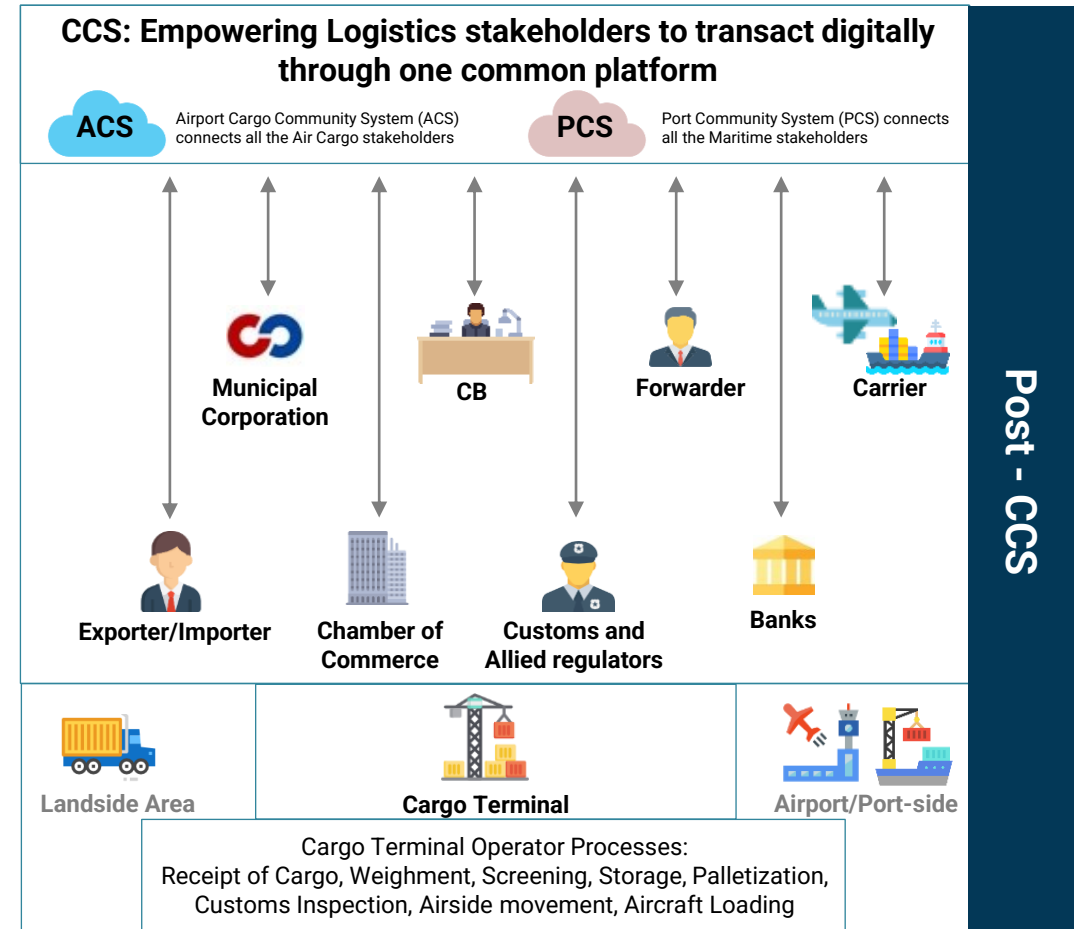 CCS: Empowering Logistics stakeholders to transact digitally
through one common platform
ACS
Airport Cargo Community System (ACS)
connects all the Air Cargo stakeholders
PCS
Port Community System (PCS) connects
all the Maritime stakeholders
Municipal
Corporation
CB
Forwarder
Carrier
Exporter/Importer
Chamber of
Commerce
Customs and
Allied regulators
Banks
Landside Area
Cargo Terminal
Airport/Port-side
Cargo Terminal Operator Processes:
Receipt of Cargo, Weighment, Screening, Storage, Palletization,
Customs Inspection, Airside movement, Aircraft Loading
Post - CCS